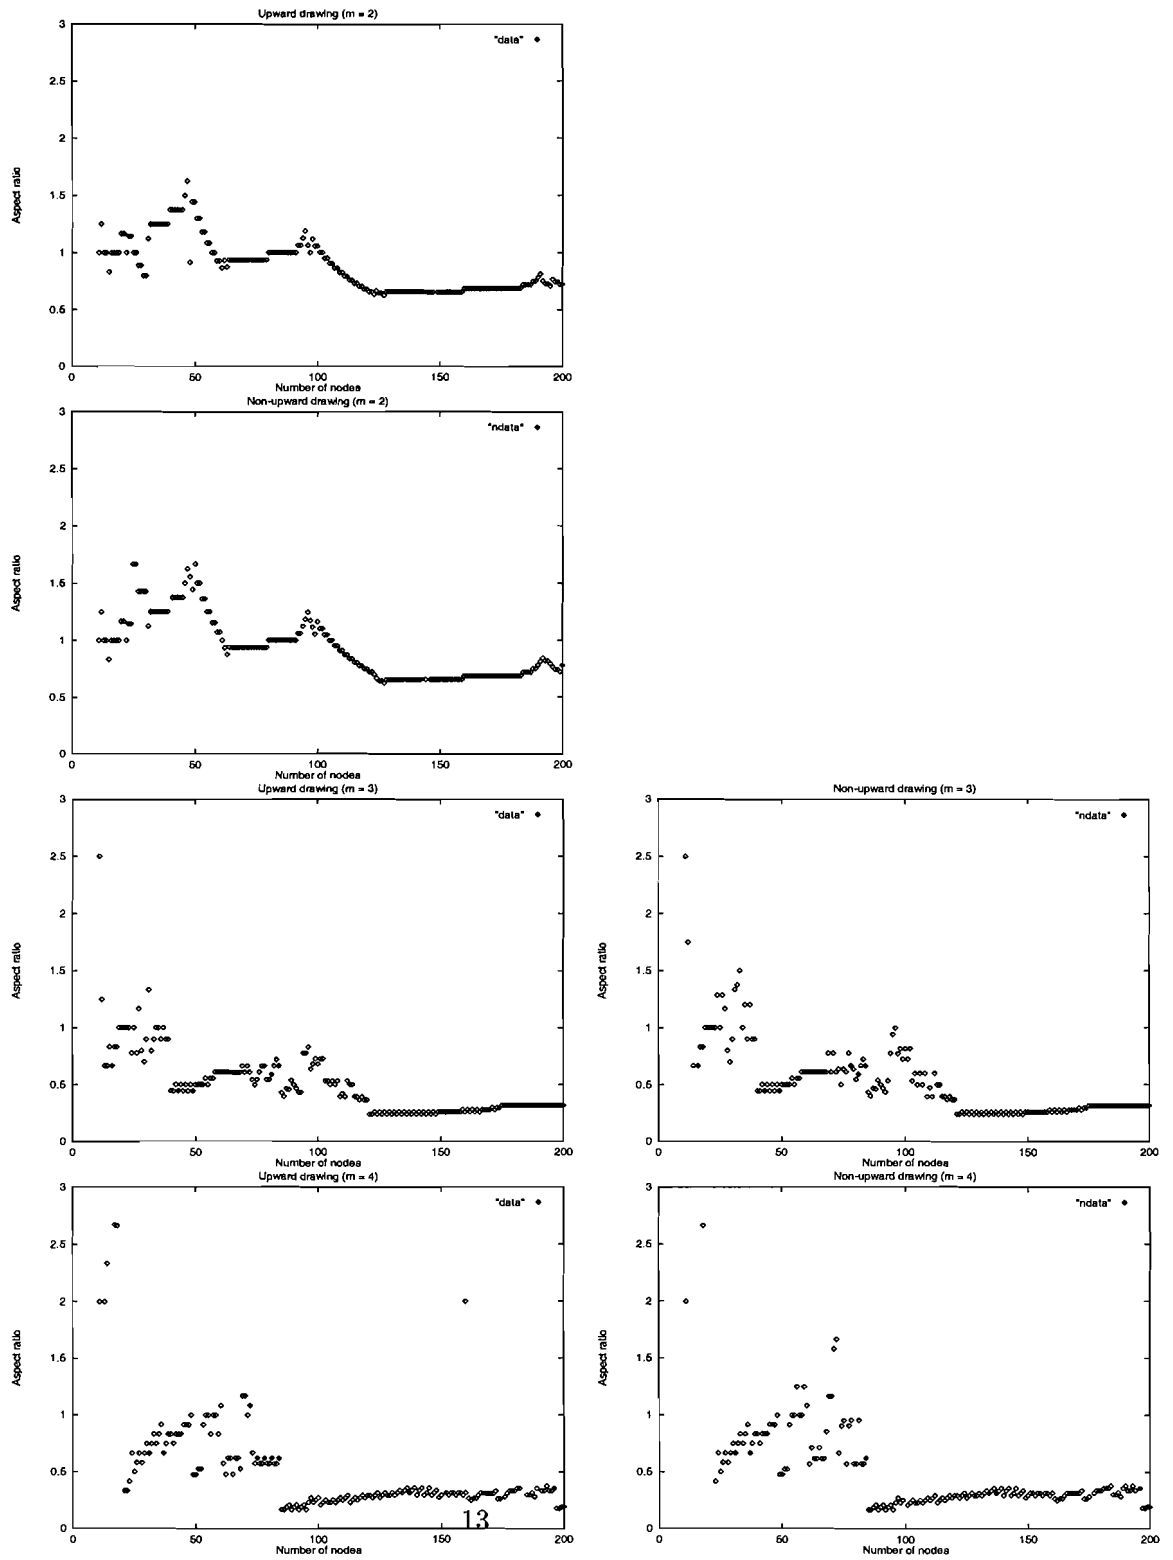 Upward drawing (m = 2)
3
"data"
2.5
2
Aspect ratio
1.5
1
0.5
0
0 50 100 150 200
Number of nodes
Non-upward drawing (m = 2)
3
"ndata"
2.5
2
Aspect ratio
1.5
1
0.5
0
0 50 100 150 200
Number of nodes
Upward drawing (m = 3)
3
"data"
2.5
2
Aspect ratio
1.5
1
0.5
0
0 50 100 150 200
Number of nodes
Non-upward drawing (m = 3)
3
"ndata"
2.5
2
Aspect ratio
1.5
1
0.5
0
0 50 100 150 200
Number of nodes
Upward drawing (m = 4)
3
"data"
2.5
2
Aspect ratio
1.5
1
0.5
0
0 50 100 150 200
Number of nodes
Non-upward drawing (m = 4)
3
"ndata"
2.5
2
Aspect ratio
1.5
1
0.5
0
0 50 100 150 200
Number of nodes
13